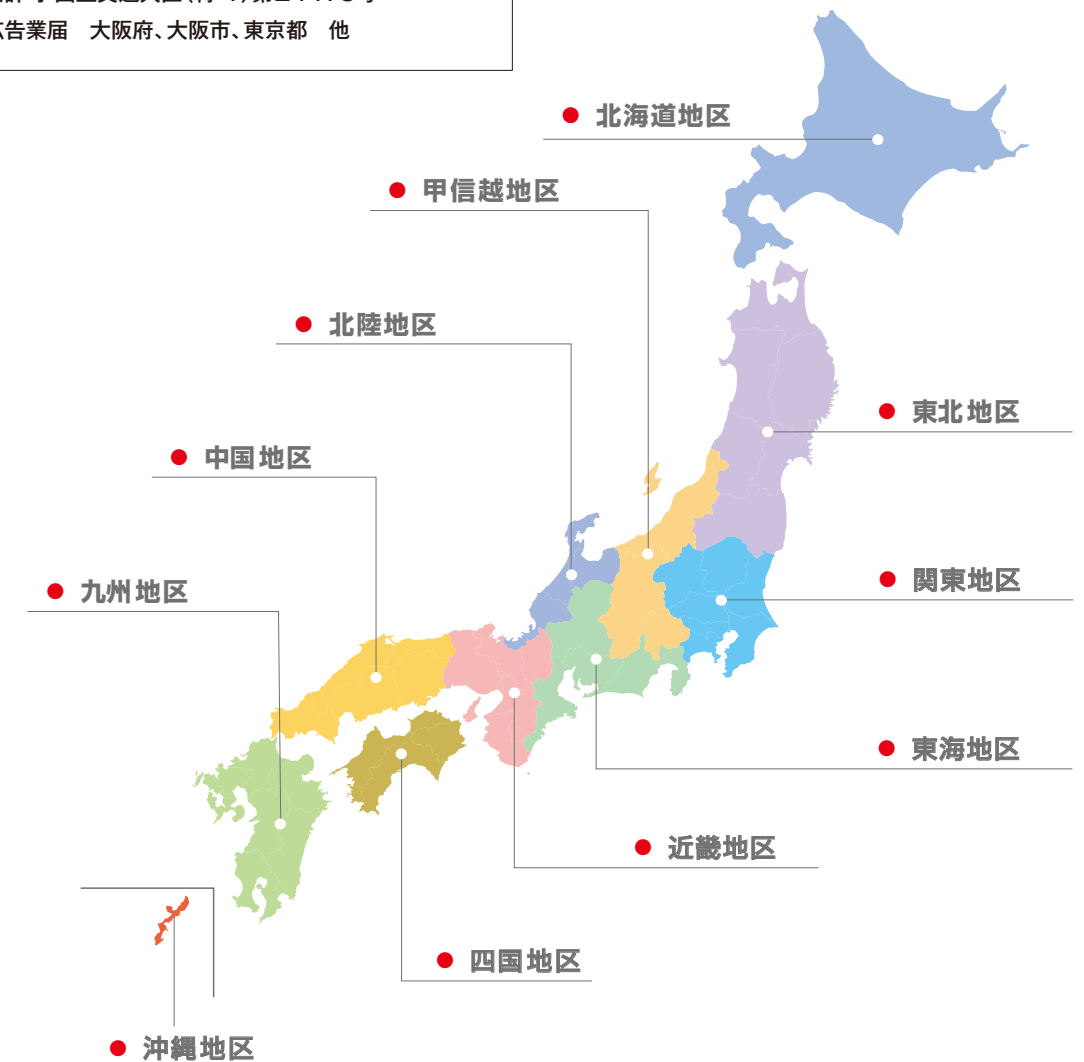 広告業届　大阪府、大阪市、東京都　他
北海道地区
甲信越地区
北陸地区
東北地区
中国地区
関東地区
九州地区
東海地区
近畿地区
四国地区
沖縄地区